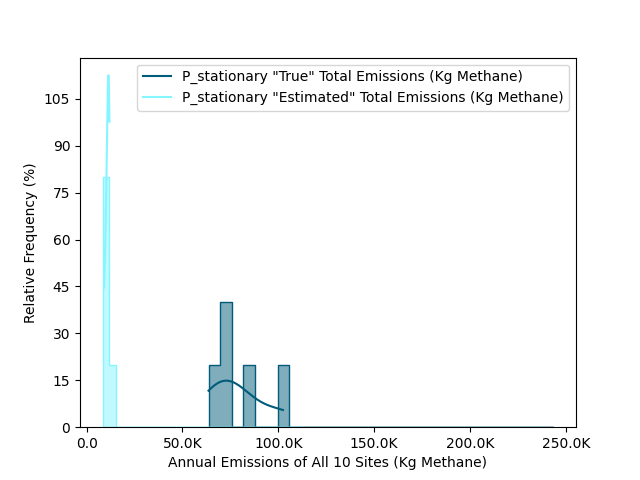 P_stationary "True" Total Emissions (Kg Methane)
P_stationary "Estimated" Total Emissions (Kg Methane)
105
90
75
60
45
30
15
0
Relative Frequency (%)
0.0 50.0K 100.0K 150.0K 200.0K 250.0K
Annual Emissions of All 10 Sites (Kg Methane)